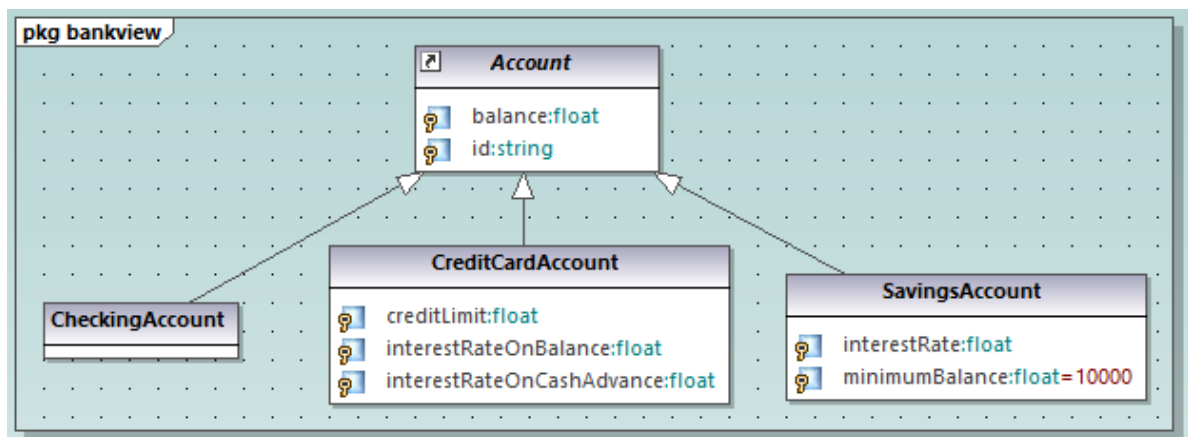 pkg bankview
Account
balance:float
id:string
CreditCardAccount
creditLimit:float
interestRateOnBalance:float
interestRateOnCashAdvance:float
CheckingAccount
SavingsAccount
interestRate:float
minimumBalance:float=10000